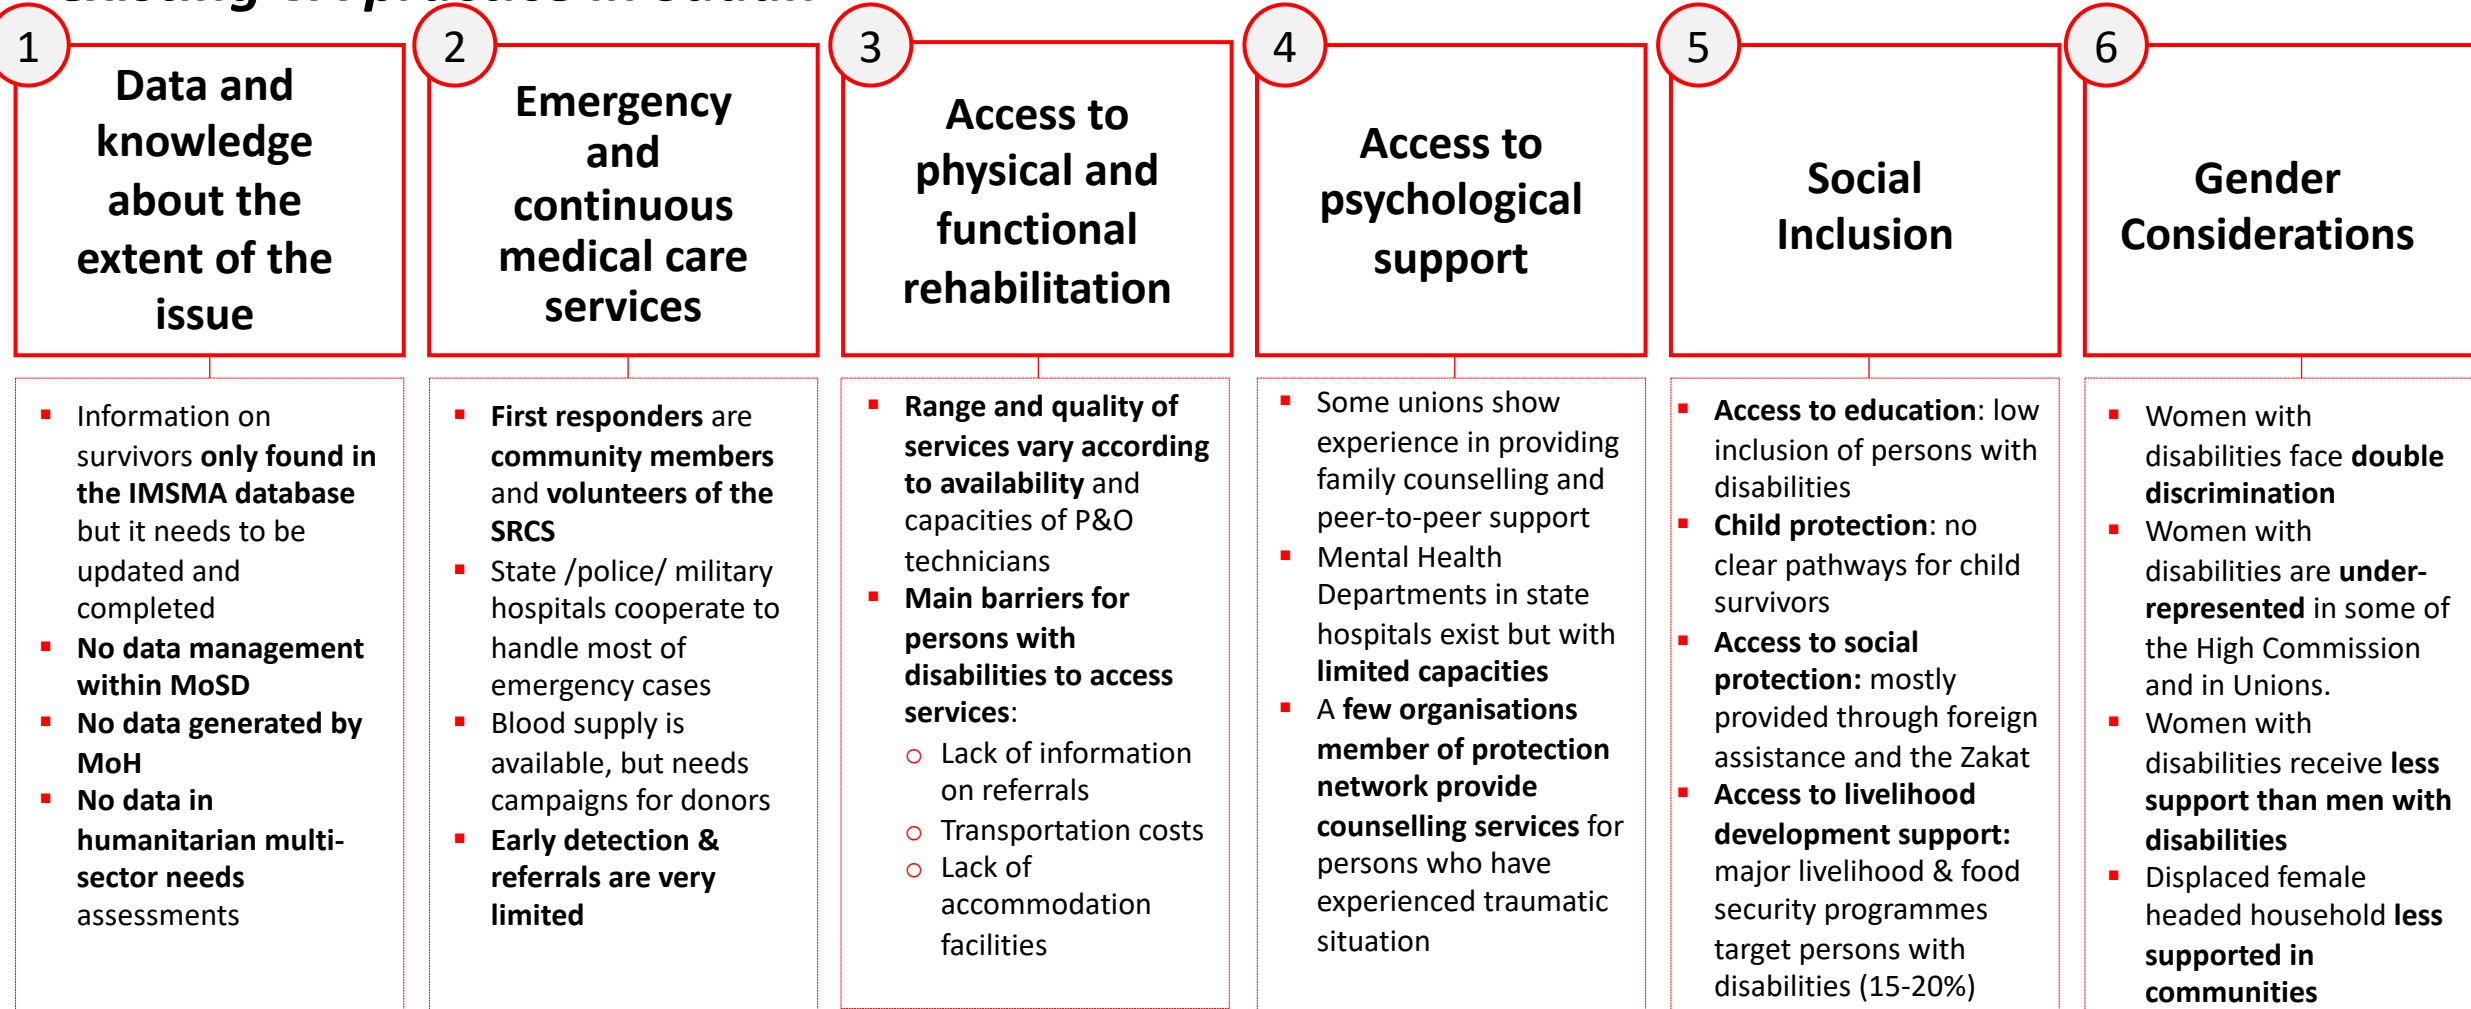 existing VA practice in Sudan
1
Data and
knowledge
about the
extent of the
issue
▪ Information on
survivors only found in
the IMSMA database
but it needs to be
updated and
completed
▪ No data management
within MoSD
▪ No data generated by
MoH
▪ No data in
humanitarian multi-
sector needs
assessments
2
Emergency
and
continuous
medical care
services
▪ First responders are
community members
and volunteers of the
SRCS
▪ State /police/ military
hospitals cooperate to
handle most of
emergency cases
▪ Blood supply is
available, but needs
campaigns for donors
▪ Early detection &
referrals are very
limited
3
Access to
physical and
functional
rehabilitation
▪ Range and quality of
services vary according
to availability and
capacities of P&O
technicians
▪ Main barriers for
persons with
disabilities to access
services:
o Lack of information
on referrals
o Transportation costs
o Lack of
accommodation
facilities
4
Access to
psychological
support
▪ Some unions show
experience in providing
family counselling and
peer-to-peer support
▪ Mental Health
Departments in state
hospitals exist but with
limited capacities
▪ A few organisations
member of protection
network provide
counselling services for
persons who have
experienced traumatic
situation
5
Social
Inclusion
▪ Access to education: low
inclusion of persons with
disabilities
▪ Child protection: no
clear pathways for child
survivors
▪ Access to social
protection: mostly
provided through foreign
assistance and the Zakat
▪ Access to livelihood
development support:
major livelihood & food
security programmes
target persons with
disabilities (15-20%)
6
Gender
Considerations
▪ Women with
disabilities face double
discrimination
▪ Women with
disabilities are under-
represented in some of
the High Commission
and in Unions.
▪ Women with
disabilities receive less
support than men with
disabilities
▪ Displaced female
headed household less
supported in
communities